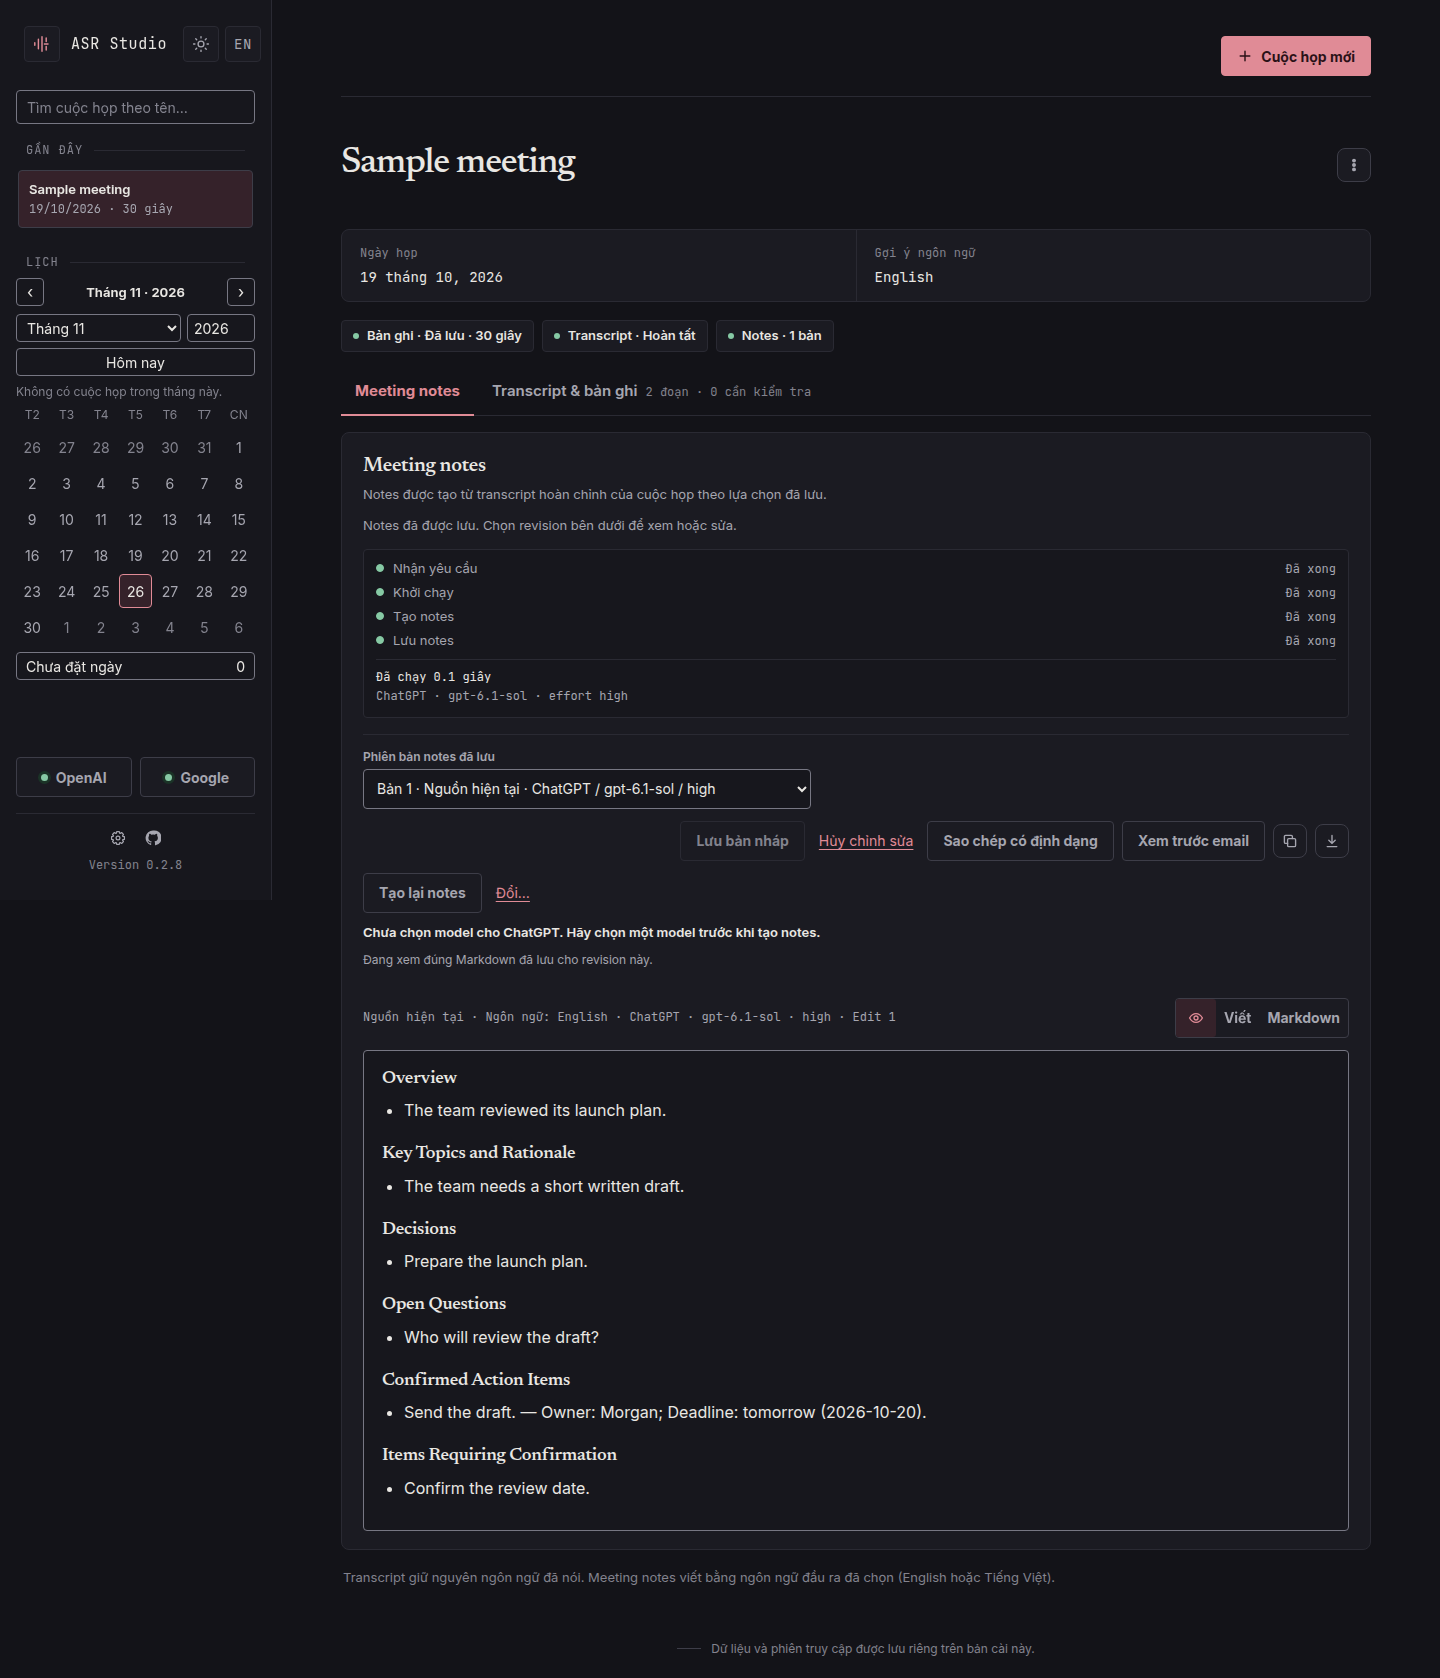 ASR Studio
EN
Tìm cuộc họp theo tên...
GẦN ĐÂY
Sample meeting
19/10/2026 · 30 giây
LỊCH
‹ Tháng 11 · 2026 ›
Tháng 11 2026
Hôm nay
Không có cuộc họp trong tháng này.
T2 T3 T4 T5 T6 T7 CN
26 27 28 29 30 31 1
2 3 4 5 6 7 8
9 10 11 12 13 14 15
16 17 18 19 20 21 22
23 24 25 26 27 28 29
30 1 2 3 4 5 6
Chưa đặt ngày 0
OpenAI Google
Version 0.2.8
+ Cuộc họp mới
Sample meeting
Ngày họp
19 tháng 10, 2026
Gợi ý ngôn ngữ
English
Bản ghi · Đã lưu · 30 giây
Transcript · Hoàn tất
Notes · 1 bản
Meeting notes
Transcript & bản ghi 2 đoạn · 0 cần kiểm tra
Meeting notes
Notes được tạo từ transcript hoàn chỉnh của cuộc họp theo lựa chọn đã lưu.
Notes đã được lưu. Chọn revision bên dưới để xem hoặc sửa.
Nhận yêu cầu Đã xong
Khởi chạy Đã xong
Tạo notes Đã xong
Lưu notes Đã xong
Đã chạy 0.1 giây
ChatGPT · gpt-6.1-sol · effort high
Phiên bản notes đã lưu
Bản 1 · Nguồn hiện tại · ChatGPT / gpt-6.1-sol / high
Lưu bản nháp Hủy chỉnh sửa Sao chép có định dạng Xem trước email
Tạo lại notes Đổi...
Chưa chọn model cho ChatGPT. Hãy chọn một model trước khi tạo notes.
Đang xem đúng Markdown đã lưu cho revision này.
Nguồn hiện tại · Ngôn ngữ: English · ChatGPT · gpt-6.1-sol · high · Edit 1
Viết Markdown
Overview
• The team reviewed its launch plan.
Key Topics and Rationale
• The team needs a short written draft.
Decisions
• Prepare the launch plan.
Open Questions
• Who will review the draft?
Confirmed Action Items
• Send the draft. — Owner: Morgan; Deadline: tomorrow (2026-10-20).
Items Requiring Confirmation
• Confirm the review date.
Transcript giữ nguyên ngôn ngữ đã nói. Meeting notes viết bằng ngôn ngữ đầu ra đã chọn (English hoặc Tiếng Việt).
Dữ liệu và phiên truy cập được lưu riêng trên bản cài này.